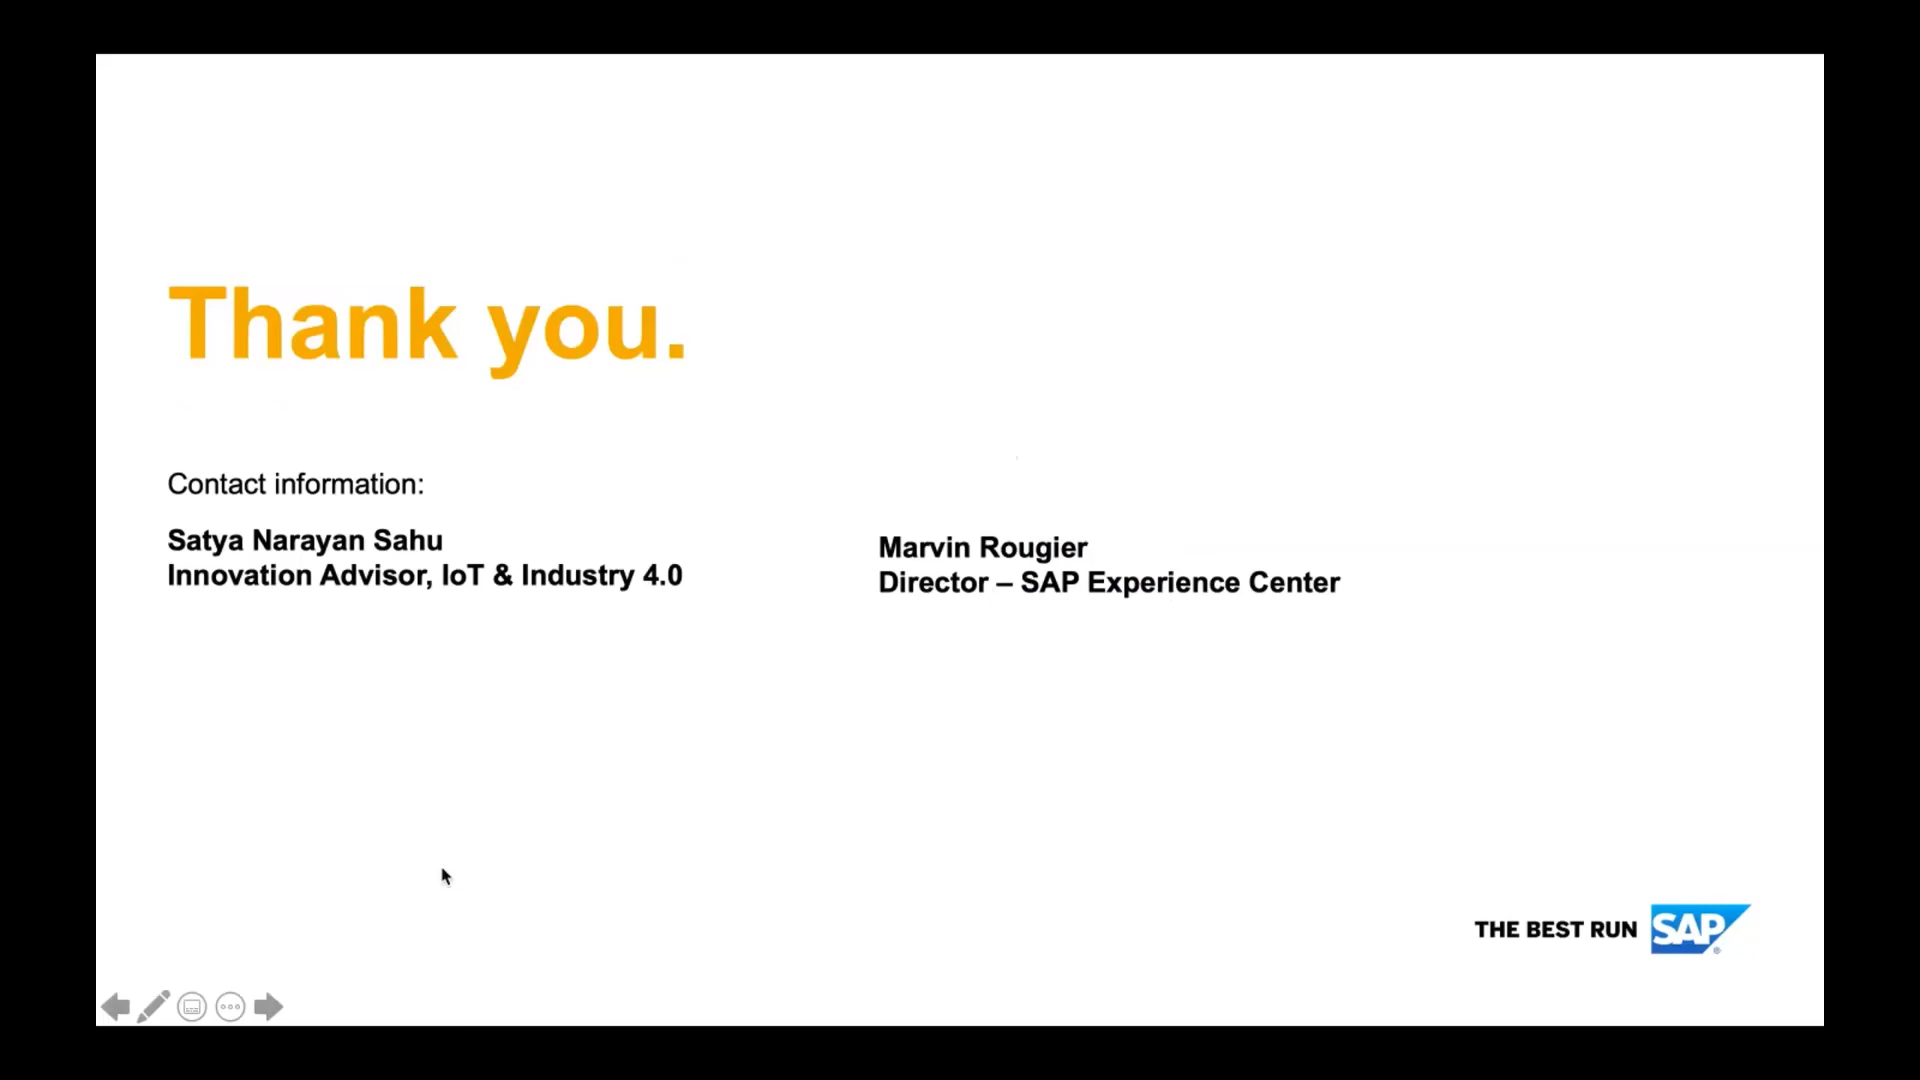 Thank you.
Contact information:
Satya Narayan Sahu
Innovation Advisor, IoT & Industry 4.0
Marvin Rougier
Director – SAP Experience Center
THE BEST RUN SAP